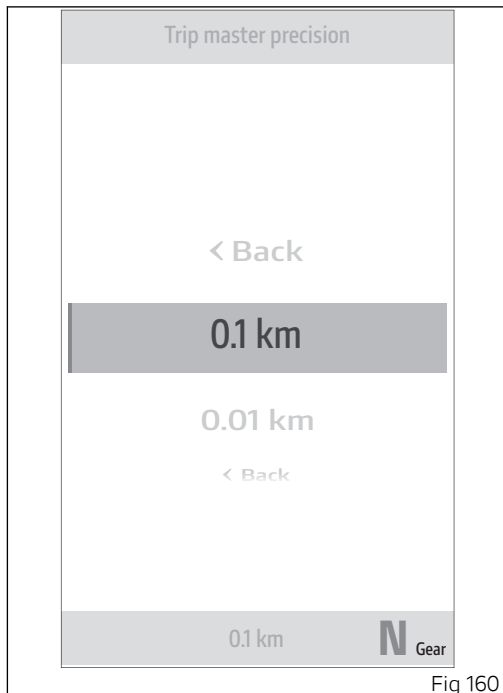 Trip master precision
< Back
0.1 km
0.01 km
< Back
0.1 km N Gear
Fig 160